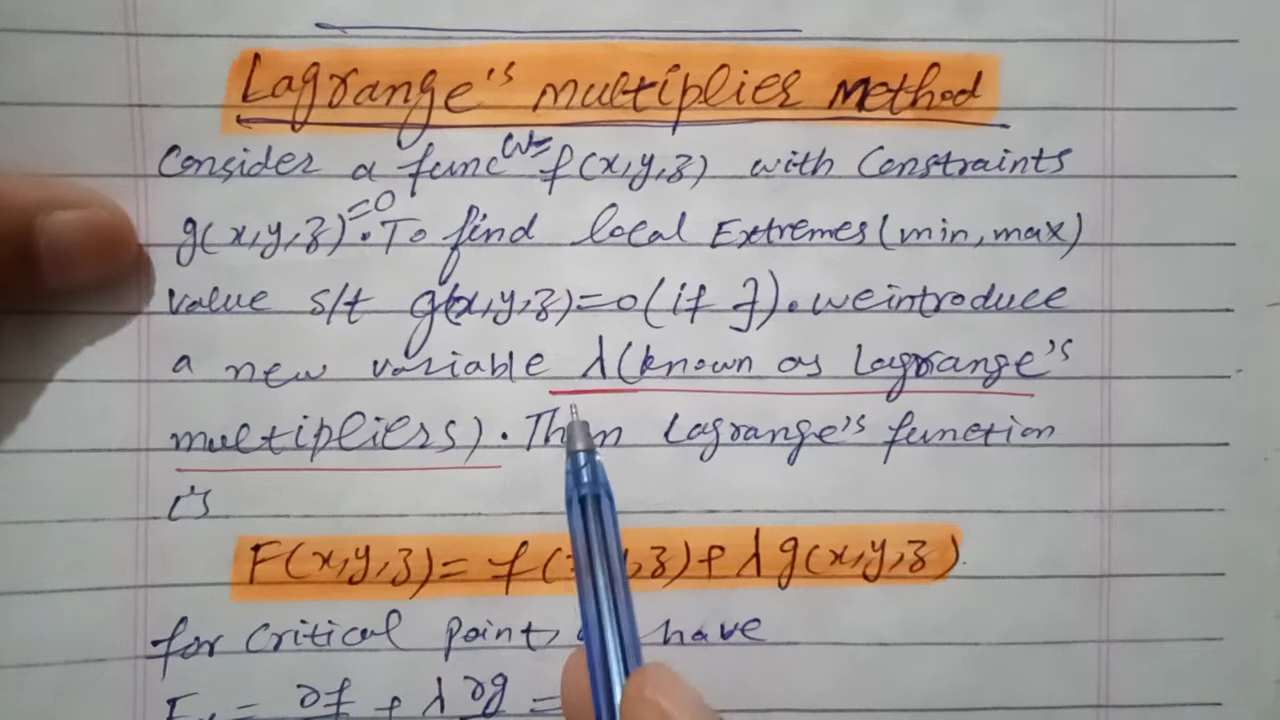 Lagrange's multiplier method
Consider a func^n f(x,y,z) with Constraints
g(x,y,z)=0. To find local Extremes (min, max)
value s/t g(x,y,z)=0 (if ∃). we introduce
a new variable λ (known as Lagrange's
multipliers). Then Lagrange's function
is
F(x,y,z) = f( ,z) + λ g(x,y,z)
for critical point, have
= ∂f + λ ∂g =